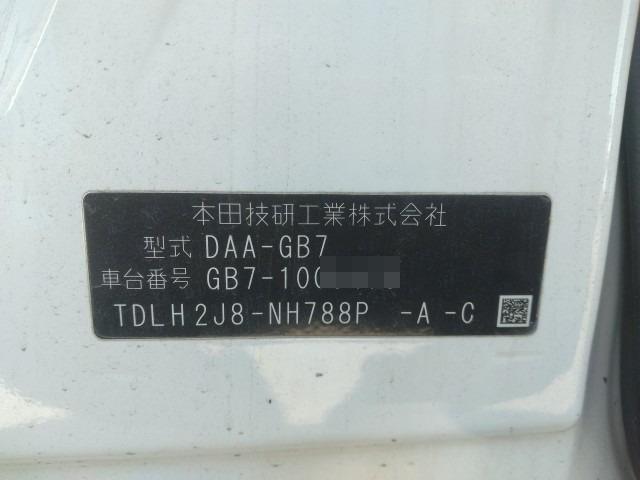 本田技研工業株式会社
型式 DAA-GB7
車台番号 GB7-100
TDLH2J8-NH788P -A -C